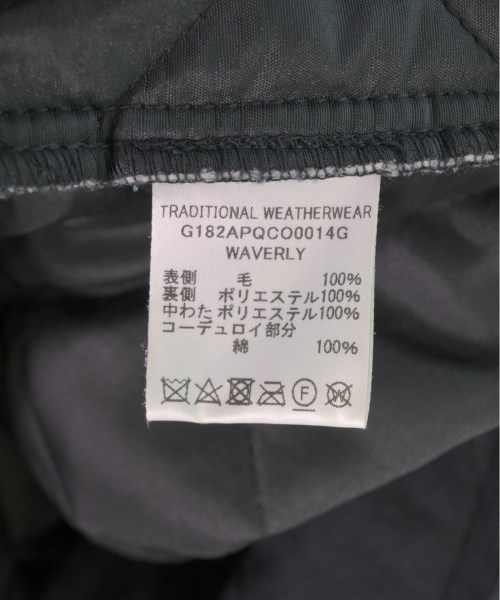 TRADITIONAL WEATHERWEAR
G182APQCO0014G
WAVERLY
表側 毛 100%
裏側 ポリエステル100%
中わた ポリエステル100%
コーデュロイ部分
綿 100%
F W